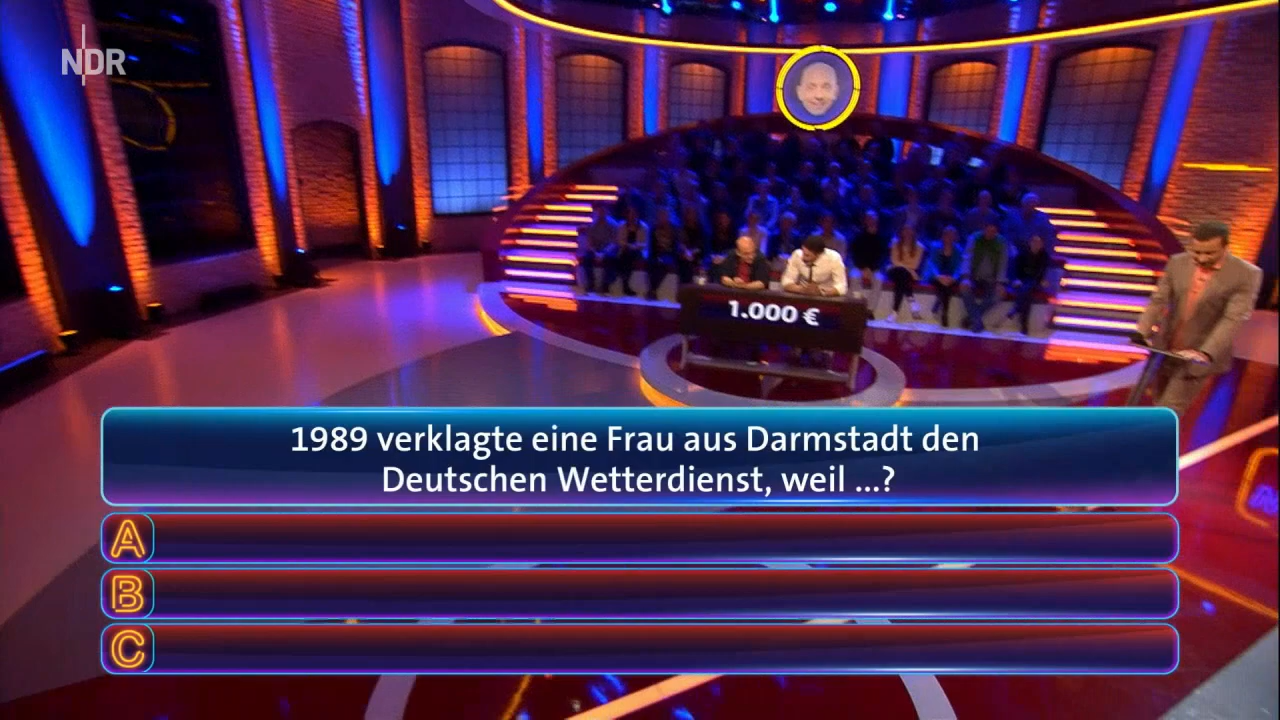 NDR
1.000 €
1989 verklagte eine Frau aus Darmstadt den
Deutschen Wetterdienst, weil ...?
A
B
C